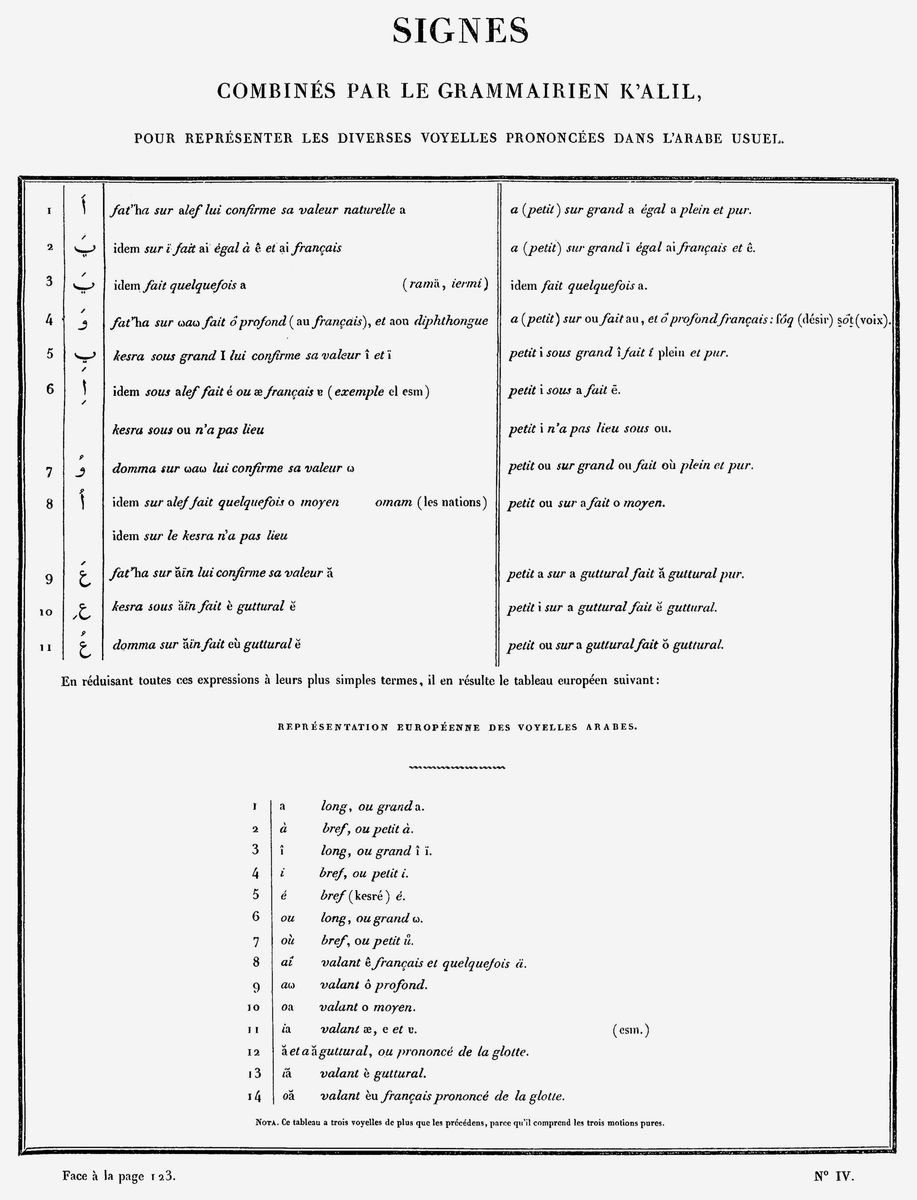 SIGNES
COMBINÉS PAR LE GRAMMAIRIEN K'ALIL,
POUR REPRÉSENTER LES DIVERSES VOYELLES PRONONCÉES DANS L'ARABE USUEL.
1 أَ fat'ha sur alef lui confirme sa valeur naturelle a a (petit) sur grand a égal a plein et pur.
2 idem sur ï fait ai égal à ê et ai français a (petit) sur grand ï égal ai français et ê.
3 idem fait quelquefois a (ramä, iermi) idem fait quelquefois a.
4 وَ fat'ha sur ωaω fait ô profond (au français), et aou diphthongue a (petit) sur ou fait au, et ô profond français: (désir) (voix).
5 kesra sous grand I lui confirme sa valeur î et ï petit i sous grand î fait í plein et pur.
6 idem sous alef fait é ou æ français ɐ (exemple el esm) petit i sous a fait ē.
kesra sous ou n'a pas lieu petit i n'a pas lieu sous ou.
7 وُ domma sur ωaω lui confirme sa valeur ω petit ou sur grand ou fait où plein et pur.
8 أُ idem sur alef fait quelquefois o moyen omam (les nations) petit ou sur a fait o moyen.
idem sur le kesra n'a pas lieu
9 عَ fat'ha sur ăïn lui confirme sa valeur ă petit a sur a guttural fait ă guttural pur.
10 عِ kesra sous ăïn fait è guttural ĕ petit i sur a guttural fait ĕ guttural.
11 عُ domma sur ăïn fait eù guttural ĕ petit ou sur a guttural fait ŏ guttural.
En réduisant toutes ces expressions à leurs plus simples termes, il en résulte le tableau européen suivant:
REPRÉSENTATION EUROPÉENNE DES VOYELLES ARABES.
1 a long, ou grand a.
2 à bref, ou petit à.
3 î long, ou grand î ï.
4 i bref, ou petit i.
5 é bref (kesré) é.
6 ou long, ou grand ω.
7 où bref, ou petit ů.
8 aí valant ê français et quelquefois ä.
9 aω valant ô profond.
10 oa valant o moyen.
11 ia valant æ, e et ɐ. (esm.)
12 ă et a ă guttural, ou prononcé de la glotte.
13 iă valant è guttural.
14 oă valant èu français prononcé de la glotte.
NOTA. Ce tableau a trois voyelles de plus que les précédens, parce qu'il comprend les trois motions pures.
Face à la page 123. N° IV.